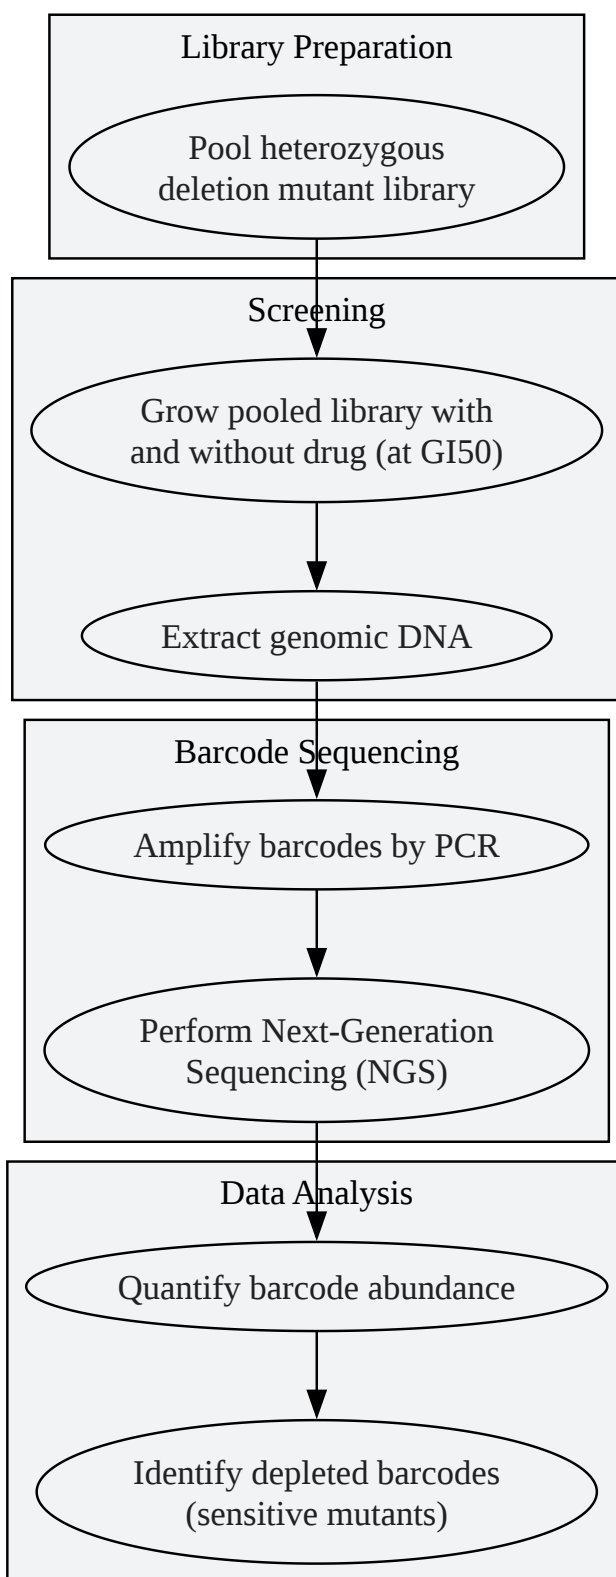 Library Preparation
Pool heterozygous
deletion mutant library
Screening
Grow pooled library with
and without drug (at GI50)
Extract genomic DNA
Barcode Sequencing
Amplify barcodes by PCR
Perform Next-Generation
Sequencing (NGS)
Data Analysis
Quantify barcode abundance
Identify depleted barcodes
(sensitive mutants)